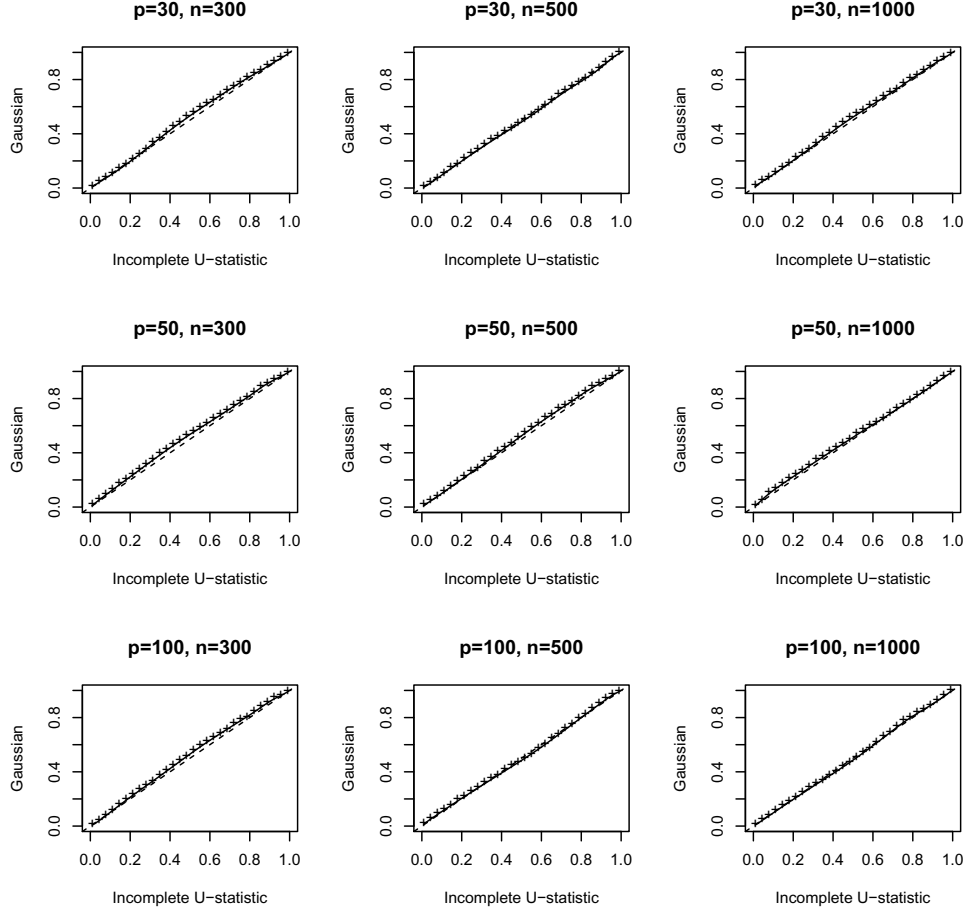 p=30, n=300
p=30, n=500
p=30, n=1000
Gaussian
0.0 0.4 0.8
0.0 0.2 0.4 0.6 0.8 1.0
Incomplete U−statistic
Gaussian
0.0 0.4 0.8
0.0 0.2 0.4 0.6 0.8 1.0
Incomplete U−statistic
Gaussian
0.0 0.4 0.8
0.0 0.2 0.4 0.6 0.8 1.0
Incomplete U−statistic
p=50, n=300
p=50, n=500
p=50, n=1000
Gaussian
0.0 0.4 0.8
0.0 0.2 0.4 0.6 0.8 1.0
Incomplete U−statistic
Gaussian
0.0 0.4 0.8
0.0 0.2 0.4 0.6 0.8 1.0
Incomplete U−statistic
Gaussian
0.0 0.4 0.8
0.0 0.2 0.4 0.6 0.8 1.0
Incomplete U−statistic
p=100, n=300
p=100, n=500
p=100, n=1000
Gaussian
0.0 0.4 0.8
0.0 0.2 0.4 0.6 0.8 1.0
Incomplete U−statistic
Gaussian
0.0 0.4 0.8
0.0 0.2 0.4 0.6 0.8 1.0
Incomplete U−statistic
Gaussian
0.0 0.4 0.8
0.0 0.2 0.4 0.6 0.8 1.0
Incomplete U−statistic